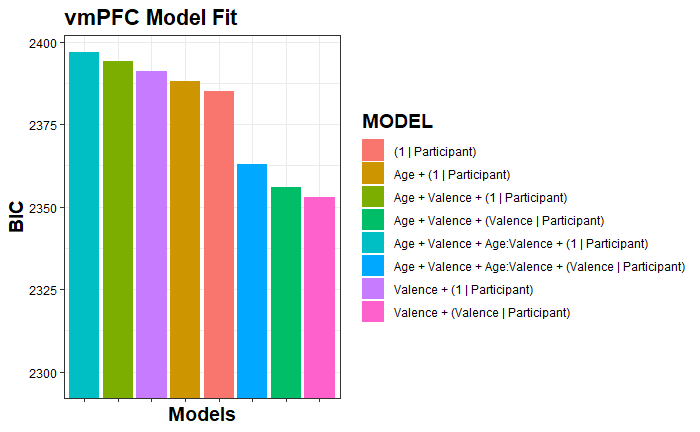 vmPFC Model Fit
2400
2375
2350
2325
2300
BIC
Models
MODEL
(1 | Participant)
Age + (1 | Participant)
Age + Valence + (1 | Participant)
Age + Valence + (Valence | Participant)
Age + Valence + Age:Valence + (1 | Participant)
Age + Valence + Age:Valence + (Valence | Participant)
Valence + (1 | Participant)
Valence + (Valence | Participant)